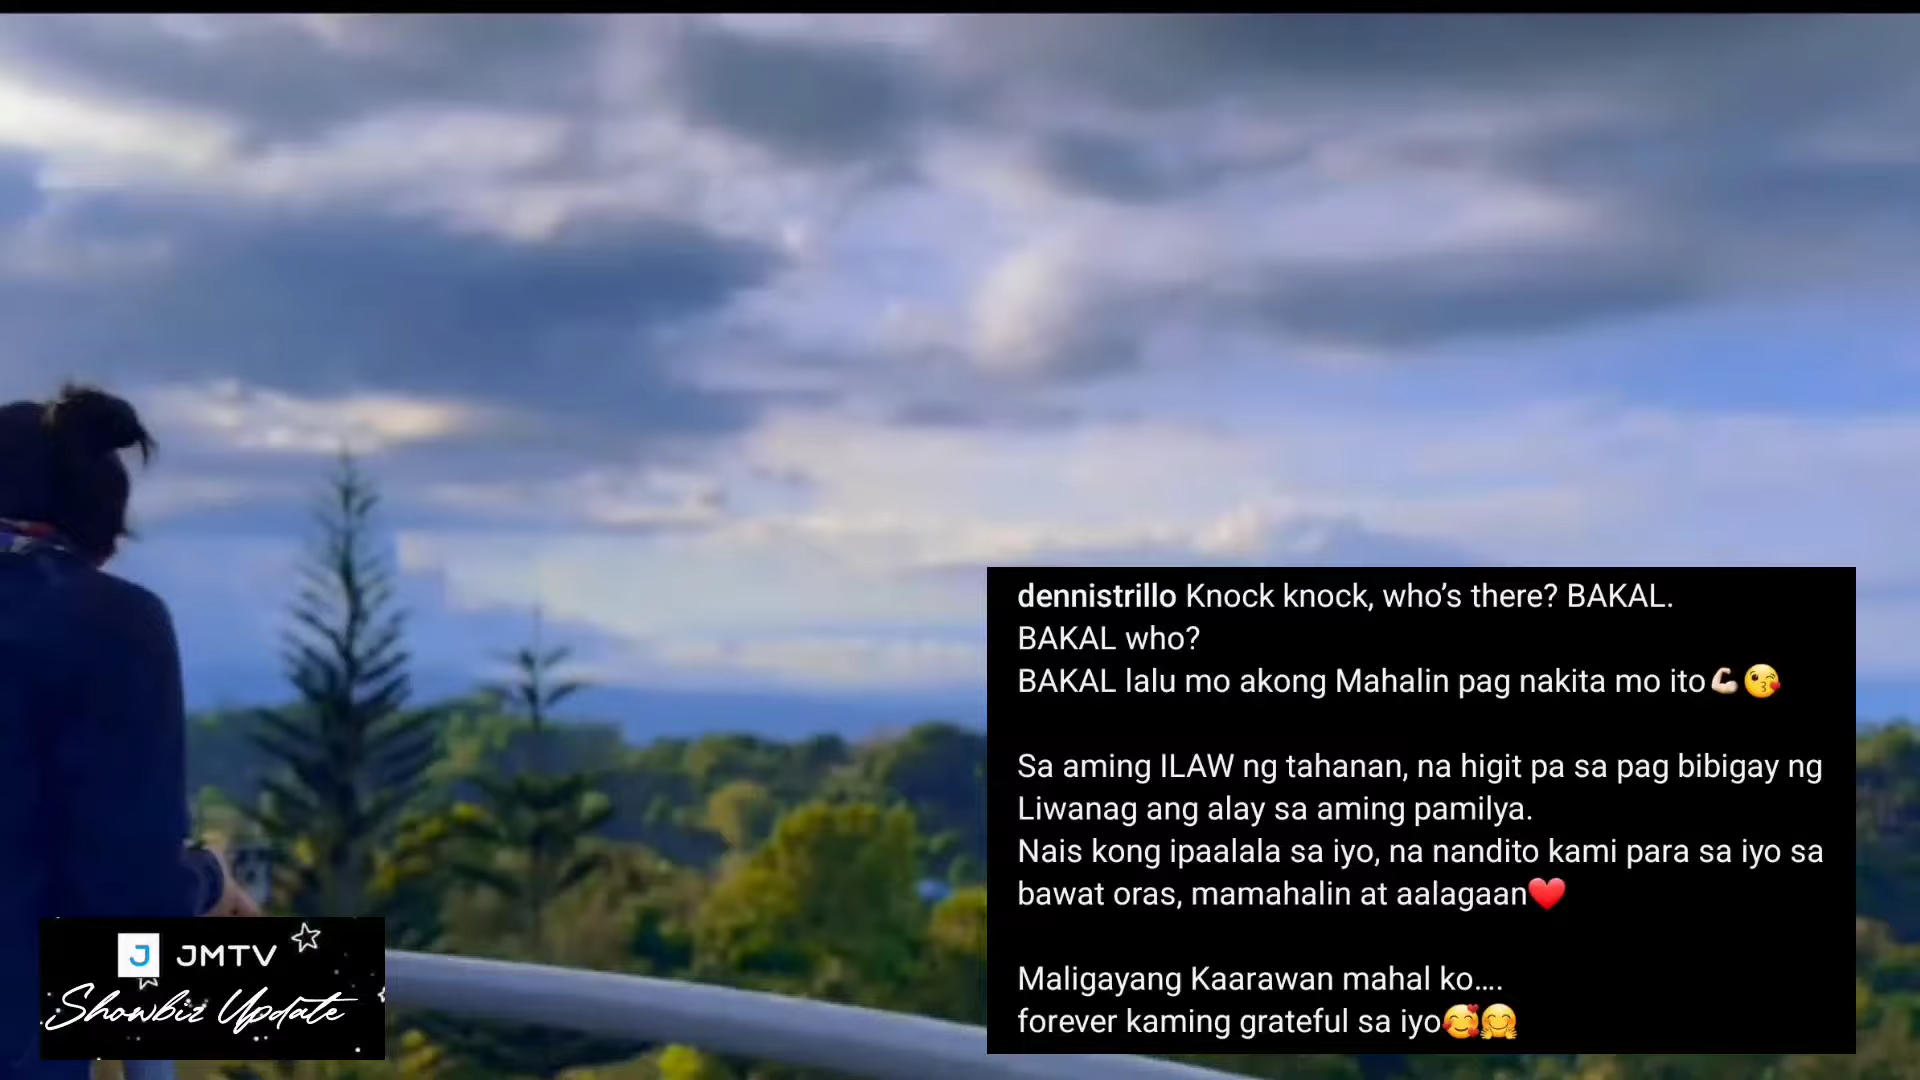 dennistrillo Knock knock, who's there? BAKAL.
BAKAL who?
BAKAL lalu mo akong Mahalin pag nakita mo ito💪🏻😘
Sa aming ILAW ng tahanan, na higit pa sa pag bibigay ng
Liwanag ang alay sa aming pamilya.
Nais kong ipaalala sa iyo, na nandito kami para sa iyo sa
bawat oras, mamahalin at aalagaan❤️
Maligayang Kaarawan mahal ko....
forever kaming grateful sa iyo🥰🤗
J JMTV
Showbiz Update